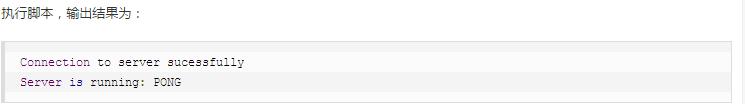 执行脚本，输出结果为：
Connection to server sucessfully
Server is running: PONG